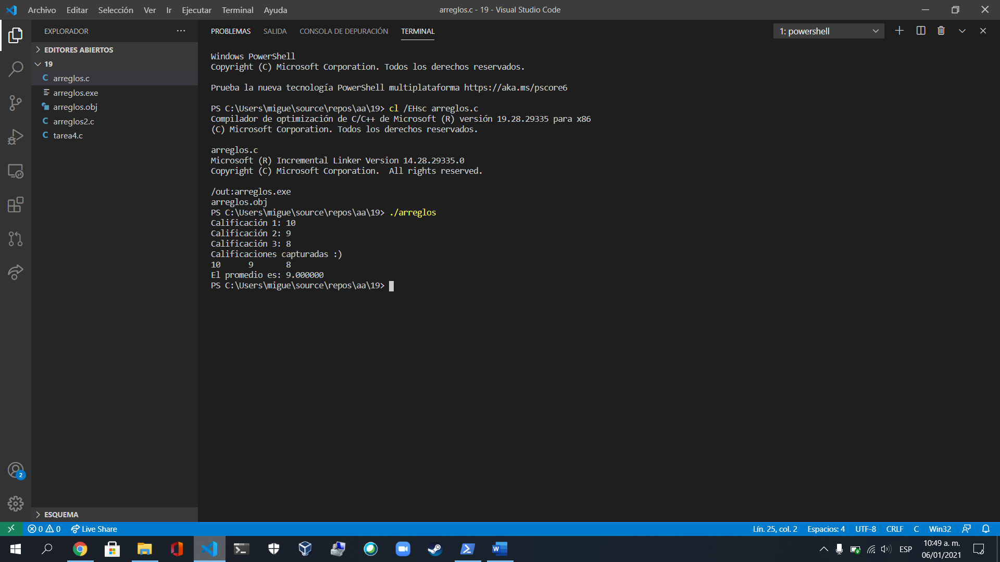 Archivo Editar Selección Ver Ir Ejecutar Terminal Ayuda
arreglos.c - 19 - Visual Studio Code
EXPLORADOR
EDITORES ABIERTOS
19
C arreglos.c
arreglos.exe
arreglos.obj
C arreglos2.c
C tarea4.c
ESQUEMA
PROBLEMAS SALIDA CONSOLA DE DEPURACIÓN TERMINAL
1: powershell
Windows PowerShell
Copyright (C) Microsoft Corporation. Todos los derechos reservados.
Prueba la nueva tecnología PowerShell multiplataforma https://aka.ms/pscore6
PS C:\Users\migue\source\repos\aa\19> cl /EHsc arreglos.c
Compilador de optimización de C/C++ de Microsoft (R) versión 19.28.29335 para x86
(C) Microsoft Corporation. Todos los derechos reservados.
arreglos.c
Microsoft (R) Incremental Linker Version 14.28.29335.0
Copyright (C) Microsoft Corporation.  All rights reserved.
/out:arreglos.exe
arreglos.obj
PS C:\Users\migue\source\repos\aa\19> ./arreglos
Calificación 1: 10
Calificación 2: 9
Calificación 3: 8
Calificaciones capturadas :)
10      9       8
El promedio es: 9.000000
PS C:\Users\migue\source\repos\aa\19>
2
0 0 Live Share
Lín. 25, col. 2 Espacios: 4 UTF-8 CRLF C Win32
ESP
10:49 a. m.
06/01/2021